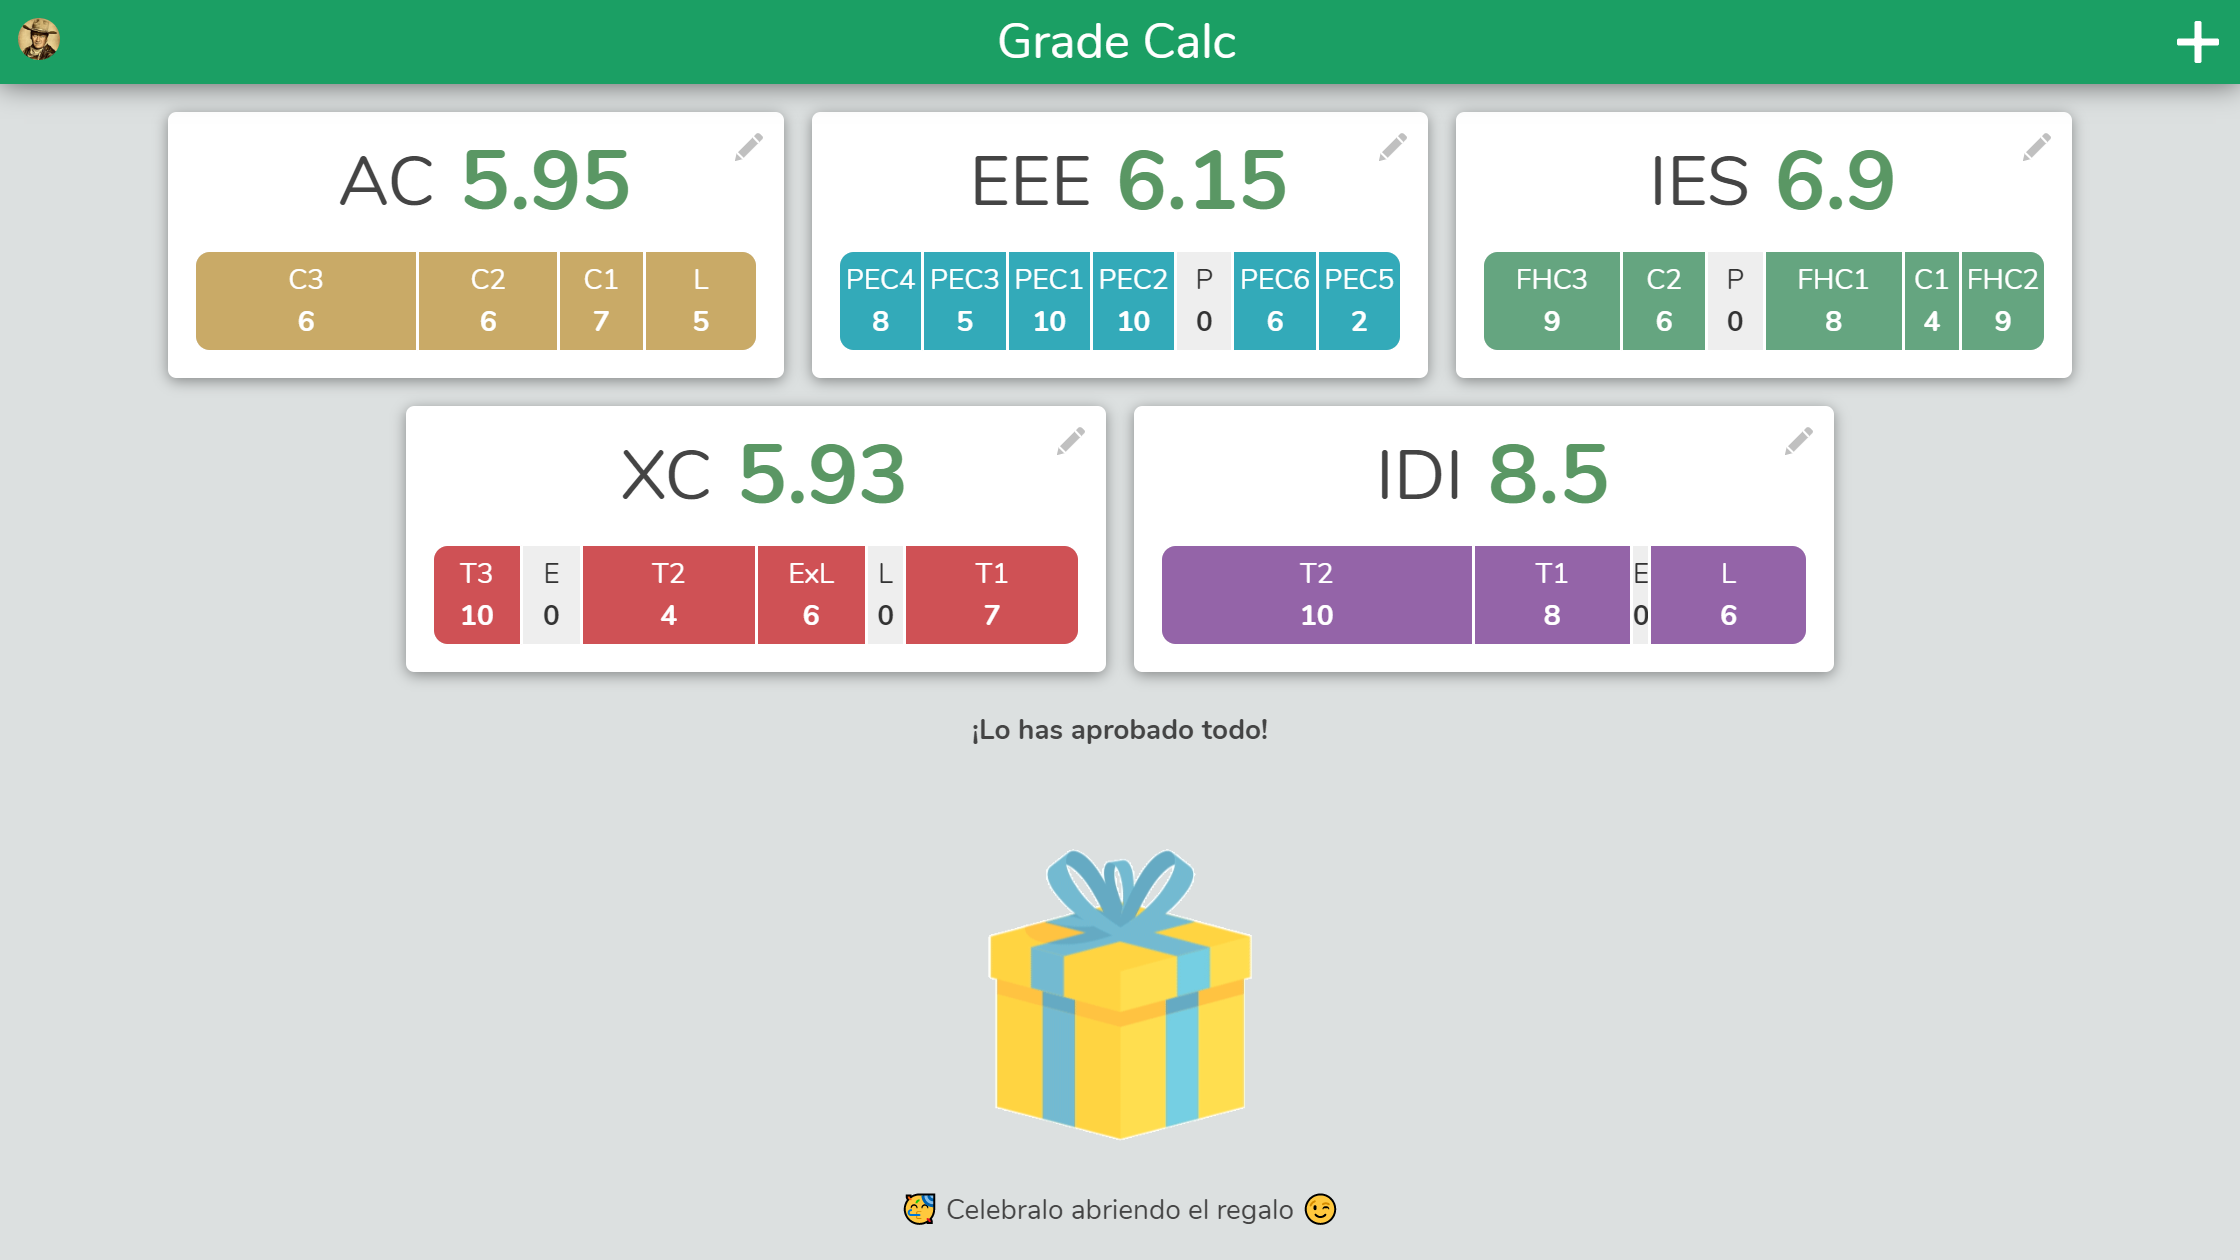 Grade Calc
AC 5.95
C3 C2 C1 L
6 6 7 5
EEE 6.15
PEC4 PEC3 PEC1 PEC2 P PEC6 PEC5
8 5 10 10 0 6 2
IES 6.9
FHC3 C2 P FHC1 C1 FHC2
9 6 0 8 4 9
XC 5.93
T3 E T2 ExL L T1
10 0 4 6 0 7
IDI 8.5
T2 T1 E L
10 8 0 6
¡Lo has aprobado todo!
🥳 Celebralo abriendo el regalo 😉